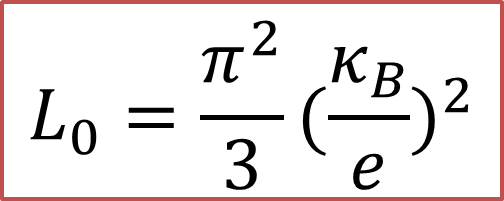 L₀ = π²/3 (κ_B/e)²